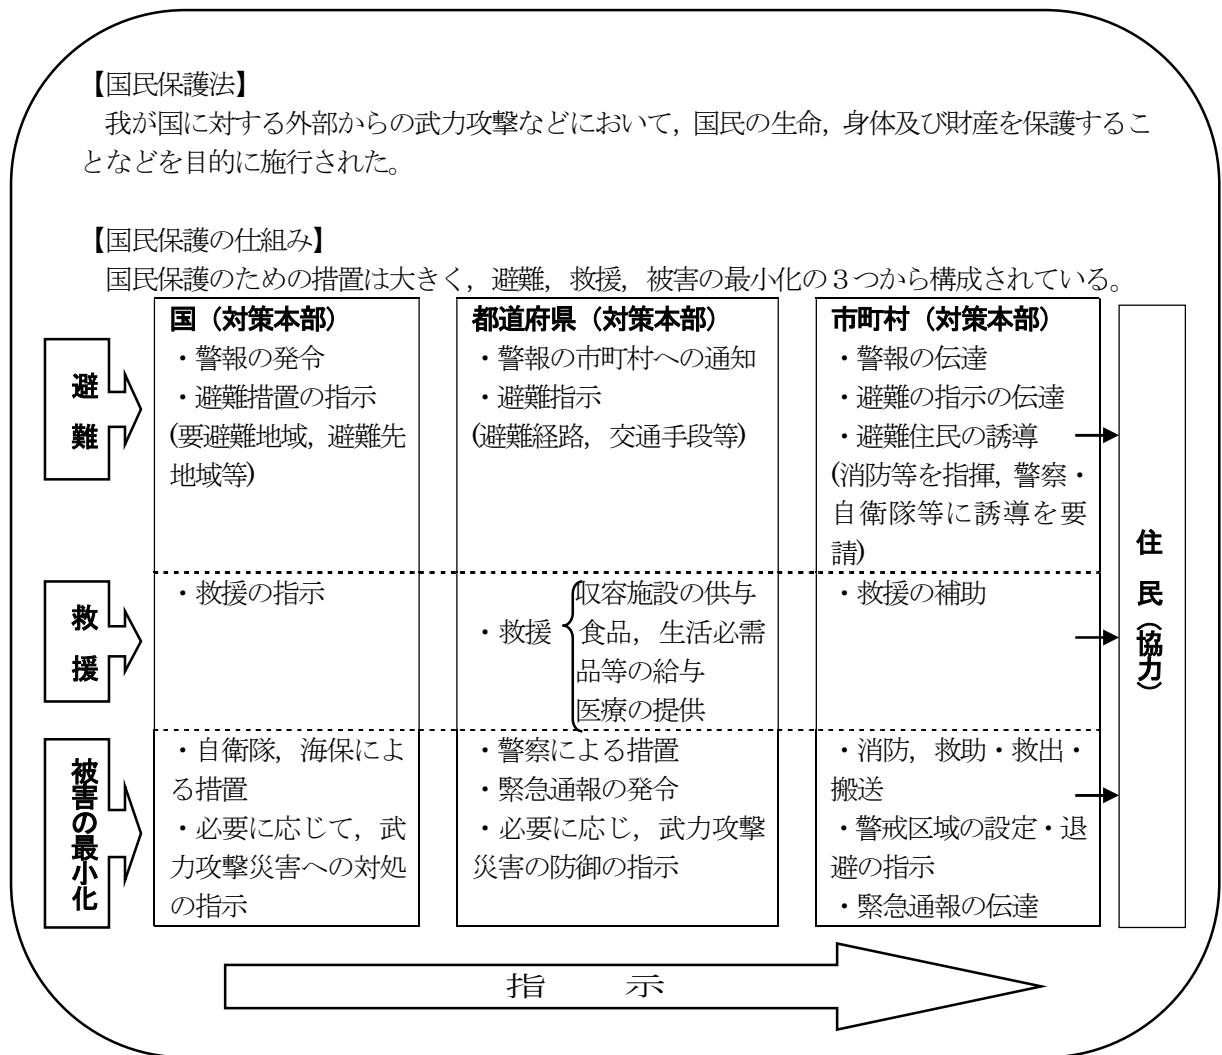 【国民保護法】
我が国に対する外部からの武力攻撃などにおいて，国民の生命，身体及び財産を保護するこ
となどを目的に施行された。
【国民保護の仕組み】
国民保護のための措置は大きく，避難，救援，被害の最小化の３つから構成されている。
避難
国（対策本部）
・警報の発令
・避難措置の指示
(要避難地域，避難先
地域等)
都道府県（対策本部）
・警報の市町村への通知
・避難指示
(避難経路，交通手段等)
市町村（対策本部）
・警報の伝達
・避難の指示の伝達
・避難住民の誘導
(消防等を指揮，警察・
自衛隊等に誘導を要
請)
救援
・救援の指示
・救援
収容施設の供与
食品，生活必需
品等の給与
医療の提供
・救援の補助
被害の最小化
・自衛隊，海保によ
る措置
・必要に応じて，武
力攻撃災害への対処
の指示
・警察による措置
・緊急通報の発令
・必要に応じ，武力攻撃
災害の防御の指示
・消防，救助・救出・
搬送
・警戒区域の設定・退
避の指示
・緊急通報の伝達
住民（協力）
指示